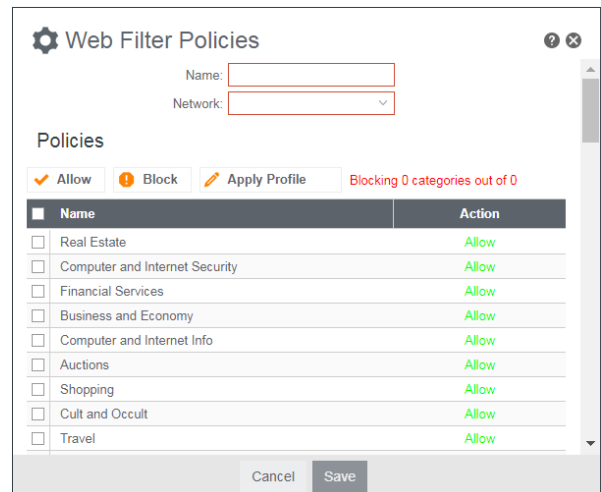 Web Filter Policies
Name:
Network:
Policies
Allow Block Apply Profile Blocking 0 categories out of 0
Name Action
Real Estate Allow
Computer and Internet Security Allow
Financial Services Allow
Business and Economy Allow
Computer and Internet Info Allow
Auctions Allow
Shopping Allow
Cult and Occult Allow
Travel Allow
Cancel Save